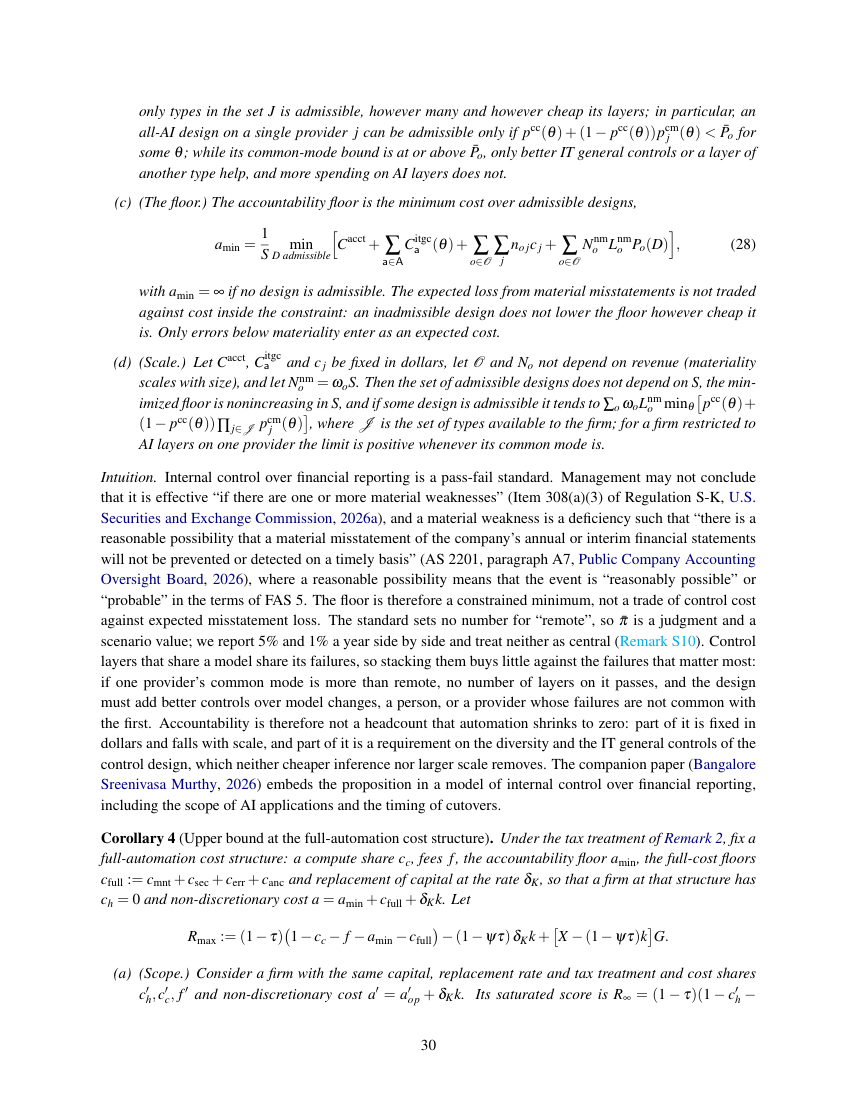 only types in the set J is admissible, however many and however cheap its layers; in particular, an
all-AI design on a single provider j can be admissible only if p^cc(θ) + (1 − p^cc(θ))p_j^cm(θ) < P̄_o for
some θ; while its common-mode bound is at or above P̄_o, only better IT general controls or a layer of
another type help, and more spending on AI layers does not.
(c) (The floor.) The accountability floor is the minimum cost over admissible designs,
a_min = 1/S min_{D admissible} [C^acct + ∑_{a∈A} C_a^itgc(θ) + ∑_{o∈𝒪} ∑_j n_{oj}c_j + ∑_{o∈𝒪} N_o^nm L_o^nm P_o(D)], (28)
with a_min = ∞ if no design is admissible. The expected loss from material misstatements is not traded
against cost inside the constraint: an inadmissible design does not lower the floor however cheap it
is. Only errors below materiality enter as an expected cost.
(d) (Scale.) Let C^acct, C_a^itgc and c_j be fixed in dollars, let 𝒪 and N_o not depend on revenue (materiality
scales with size), and let N_o^nm = ω_oS. Then the set of admissible designs does not depend on S, the min-
imized floor is nonincreasing in S, and if some design is admissible it tends to ∑_o ω_oL_o^nm min_θ [p^cc(θ) +
(1 − p^cc(θ)) ∏_{j∈𝒥} p_j^cm(θ)], where 𝒥 is the set of types available to the firm; for a firm restricted to
AI layers on one provider the limit is positive whenever its common mode is.
Intuition. Internal control over financial reporting is a pass-fail standard. Management may not conclude
that it is effective “if there are one or more material weaknesses” (Item 308(a)(3) of Regulation S-K, U.S.
Securities and Exchange Commission, 2026a), and a material weakness is a deficiency such that “there is a
reasonable possibility that a material misstatement of the company’s annual or interim financial statements
will not be prevented or detected on a timely basis” (AS 2201, paragraph A7, Public Company Accounting
Oversight Board, 2026), where a reasonable possibility means that the event is “reasonably possible” or
“probable” in the terms of FAS 5. The floor is therefore a constrained minimum, not a trade of control cost
against expected misstatement loss. The standard sets no number for “remote”, so π̄ is a judgment and a
scenario value; we report 5% and 1% a year side by side and treat neither as central (Remark S10). Control
layers that share a model share its failures, so stacking them buys little against the failures that matter most:
if one provider’s common mode is more than remote, no number of layers on it passes, and the design
must add better controls over model changes, a person, or a provider whose failures are not common with
the first. Accountability is therefore not a headcount that automation shrinks to zero: part of it is fixed in
dollars and falls with scale, and part of it is a requirement on the diversity and the IT general controls of the
control design, which neither cheaper inference nor larger scale removes. The companion paper (Bangalore
Sreenivasa Murthy, 2026) embeds the proposition in a model of internal control over financial reporting,
including the scope of AI applications and the timing of cutovers.
Corollary 4 (Upper bound at the full-automation cost structure). Under the tax treatment of Remark 2, fix a
full-automation cost structure: a compute share c_c, fees f, the accountability floor a_min, the full-cost floors
c_full := c_mnt + c_sec + c_err + c_anc and replacement of capital at the rate δ_K, so that a firm at that structure has
c_h = 0 and non-discretionary cost a = a_min + c_full + δ_Kk. Let
R_max := (1 − τ)(1 − c_c − f − a_min − c_full) − (1 − ψτ) δ_Kk + [X − (1 − ψτ)k]G.
(a) (Scope.) Consider a firm with the same capital, replacement rate and tax treatment and cost shares
c′_h, c′_c, f′ and non-discretionary cost a′ = a′_op + δ_Kk. Its saturated score is R_∞ = (1 − τ)(1 − c′_h −
30